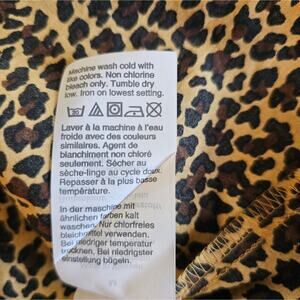 Machine wash cold with
like colors. Non chlorine
bleach only. Tumble dry
low. Iron on lowest setting.
Laver à la machine à l'eau
froide avec des couleurs
similaires. Agent de
blanchiment non chloré
seulement. Sécher au
sèche-linge au cycle doux.
Repasser à la plus basse
température.
In der maschine mit
ähnlichen farben kalt
waschen. Nur chlorfreies
bleichmittel verwenden.
Bei niedriger temperatur
trocknen. Mit niedrigster
einstellung bügeln.